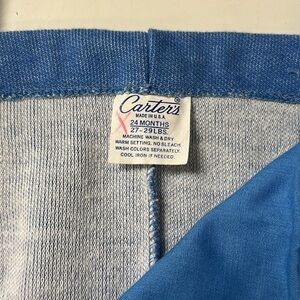 Carter's ®
MADE IN U.S.A.
X 24 MONTHS
27-29LBS.
MACHINE WASH & DRY
WARM SETTING, NO BLEACH
WASH COLORS SEPARATELY.
COOL IRON IF NEEDED.